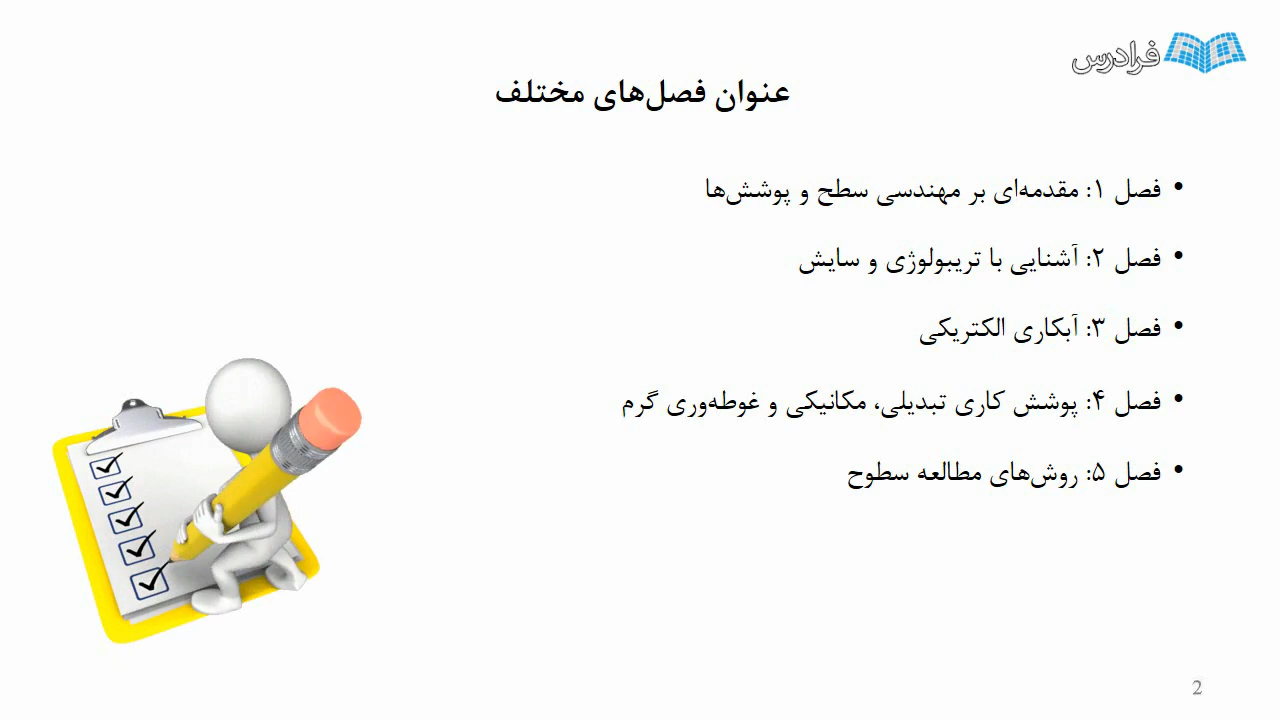 فرادرس
عنوان فصل‌های مختلف
• فصل ۱: مقدمه‌ای بر مهندسی سطح و پوشش‌ها
• فصل ۲: آشنایی با تریبولوژی و سایش
• فصل ۳: آبکاری الکتریکی
• فصل ۴: پوشش کاری تبدیلی، مکانیکی و غوطه‌وری گرم
• فصل ۵: روش‌های مطالعه سطوح
2